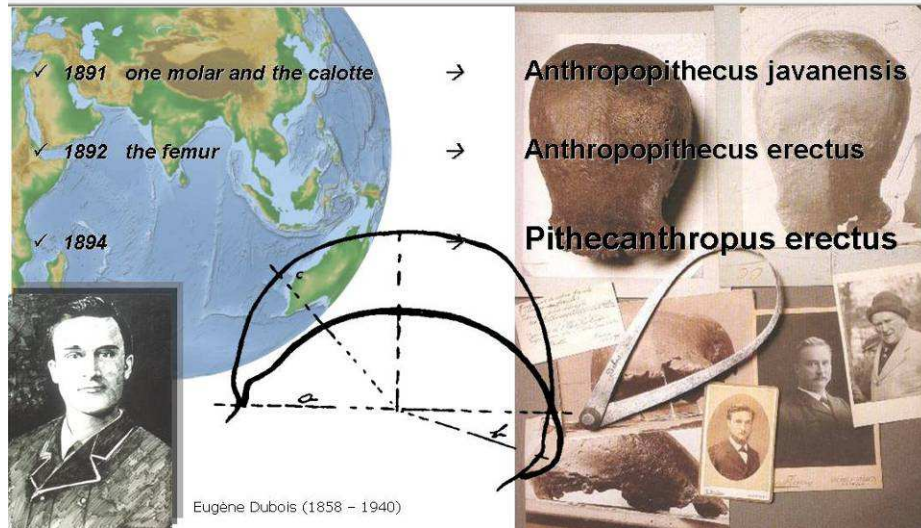 ✓ 1891 one molar and the calotte → Anthropopithecus javanensis
✓ 1892 the femur → Anthropopithecus erectus
✓ 1894 → Pithecanthropus erectus
c
a
b
Eugène Dubois (1858 – 1940)